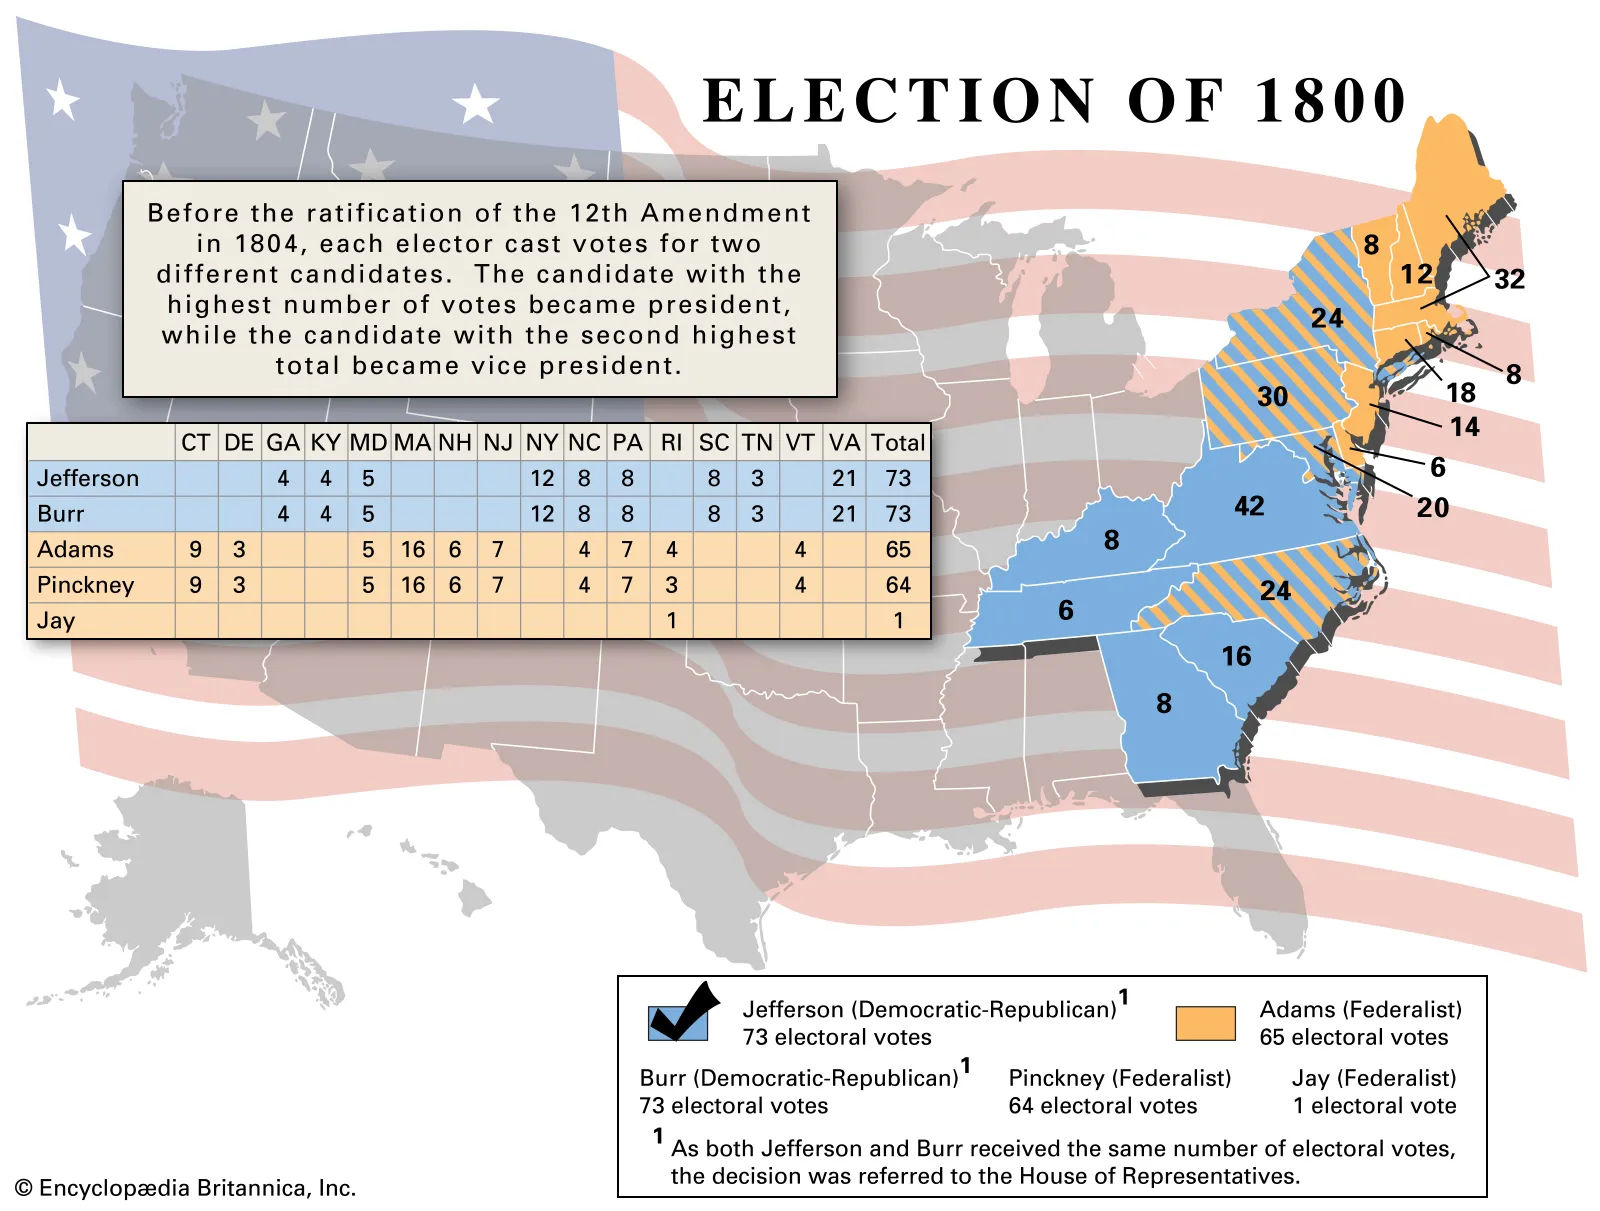 ELECTION OF 1800
Before the ratification of the 12th Amendment
in 1804, each elector cast votes for two
different candidates.  The candidate with the
highest number of votes became president,
while the candidate with the second highest
total became vice president.
CT DE GA KY MD MA NH NJ NY NC PA RI SC TN VT VA Total
Jefferson 4 4 5 12 8 8 8 3 21 73
Burr 4 4 5 12 8 8 8 3 21 73
Adams 9 3 5 16 6 7 4 7 4 4 65
Pinckney 9 3 5 16 6 7 4 7 3 4 64
Jay 1 1
8
12
32
24
8
18
30
14
6
20
42
8
24
6
16
8
Jefferson (Democratic-Republican)1
73 electoral votes
Adams (Federalist)
65 electoral votes
Burr (Democratic-Republican)1
73 electoral votes
Pinckney (Federalist)
64 electoral votes
Jay (Federalist)
1 electoral vote
1 As both Jefferson and Burr received the same number of electoral votes,
the decision was referred to the House of Representatives.
© Encyclopædia Britannica, Inc.